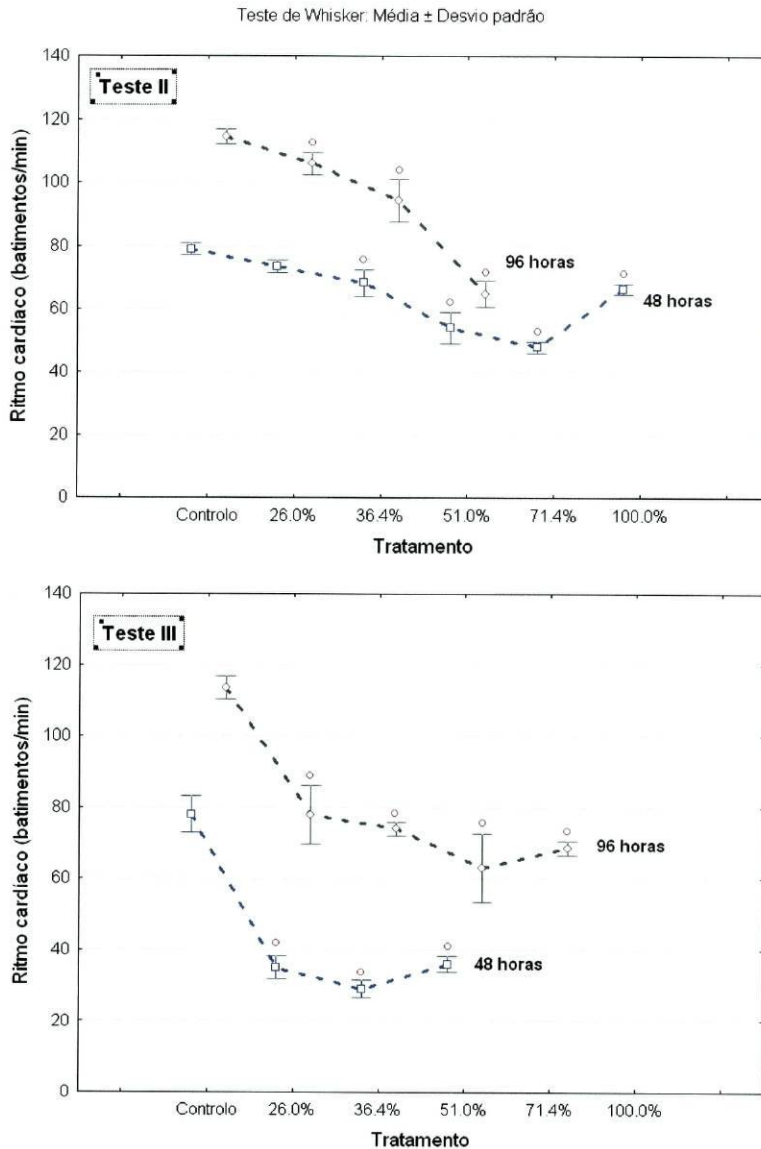 Teste de Whisker: Média ± Desvio padrão
Teste II
Ritmo cardíaco (batimentos/min)
140
120
100
80
60
40
20
0
96 horas
48 horas
Controlo 26.0% 36.4% 51.0% 71.4% 100.0%
Tratamento
Teste III
Ritmo cardíaco (batimentos/min)
140
120
100
80
60
40
20
0
96 horas
48 horas
Controlo 26.0% 36.4% 51.0% 71.4% 100.0%
Tratamento